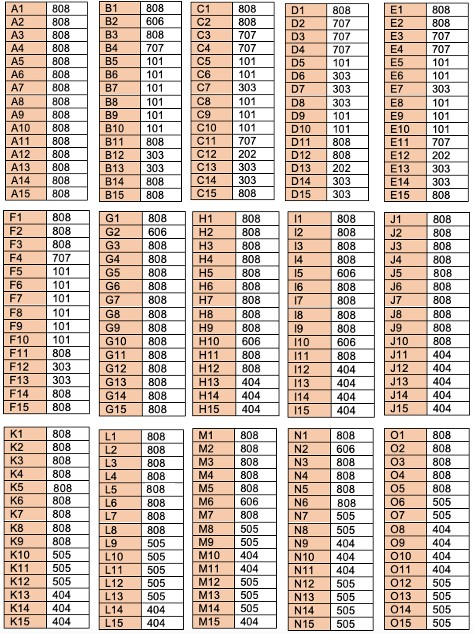 A1 808
A2 808
A3 808
A4 808
A5 808
A6 808
A7 808
A8 808
A9 808
A10 808
A11 808
A12 808
A13 808
A14 808
A15 808
B1 808
B2 606
B3 808
B4 707
B5 101
B6 101
B7 101
B8 101
B9 101
B10 101
B11 808
B12 303
B13 303
B14 808
B15 808
C1 808
C2 808
C3 707
C4 707
C5 101
C6 101
C7 303
C8 101
C9 101
C10 101
C11 707
C12 202
C13 303
C14 303
C15 808
D1 808
D2 707
D3 707
D4 707
D5 101
D6 303
D7 303
D8 303
D9 101
D10 101
D11 808
D12 808
D13 202
D14 303
D15 303
E1 808
E2 808
E3 707
E4 707
E5 101
E6 101
E7 303
E8 101
E9 101
E10 101
E11 707
E12 202
E13 303
E14 303
E15 808
F1 808
F2 808
F3 808
F4 707
F5 101
F6 101
F7 101
F8 101
F9 101
F10 101
F11 808
F12 303
F13 303
F14 808
F15 808
G1 808
G2 606
G3 808
G4 808
G5 808
G6 808
G7 808
G8 808
G9 808
G10 808
G11 808
G12 808
G13 808
G14 808
G15 808
H1 808
H2 808
H3 808
H4 808
H5 808
H6 808
H7 808
H8 808
H9 808
H10 606
H11 808
H12 808
H13 404
H14 404
H15 404
I1 808
I2 808
I3 808
I4 808
I5 606
I6 808
I7 808
I8 808
I9 808
I10 606
I11 808
I12 404
I13 404
I14 404
I15 404
J1 808
J2 808
J3 808
J4 808
J5 808
J6 808
J7 808
J8 808
J9 808
J10 808
J11 404
J12 404
J13 404
J14 404
J15 404
K1 808
K2 808
K3 808
K4 808
K5 808
K6 808
K7 808
K8 808
K9 808
K10 505
K11 505
K12 505
K13 404
K14 404
K15 404
L1 808
L2 808
L3 808
L4 808
L5 808
L6 808
L7 808
L8 808
L9 505
L10 505
L11 505
L12 505
L13 505
L14 404
L15 404
M1 808
M2 808
M3 808
M4 808
M5 808
M6 606
M7 808
M8 505
M9 505
M10 404
M11 404
M12 505
M13 505
M14 505
M15 505
N1 808
N2 606
N3 808
N4 808
N5 808
N6 808
N7 505
N8 505
N9 404
N10 404
N11 404
N12 505
N13 505
N14 505
N15 505
O1 808
O2 808
O3 808
O4 808
O5 808
O6 505
O7 505
O8 404
O9 404
O10 404
O11 404
O12 505
O13 505
O14 505
O15 505